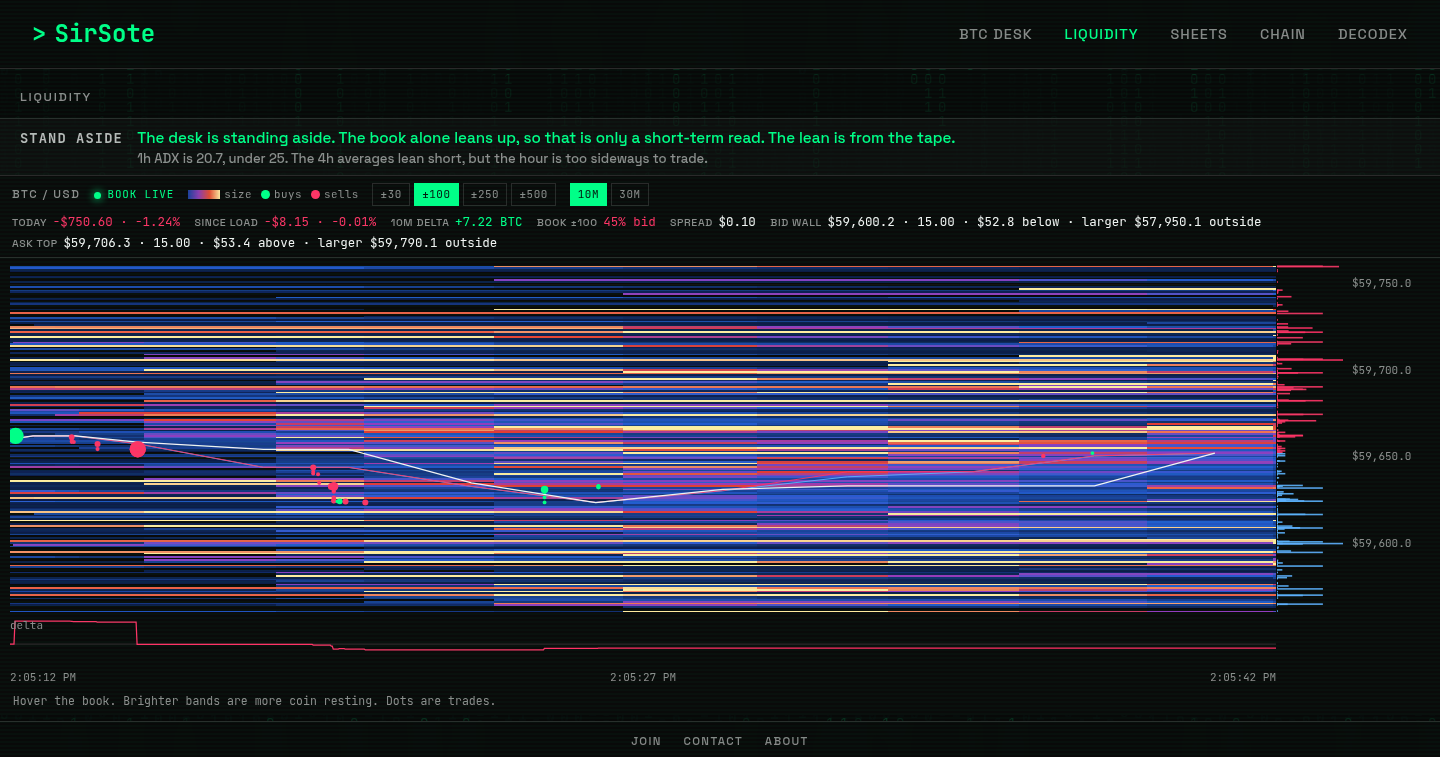 > SirSote
BTC DESK LIQUIDITY SHEETS CHAIN DECODEX
LIQUIDITY
STAND ASIDE The desk is standing aside. The book alone leans up, so that is only a short-term read. The lean is from the tape.
1h ADX is 20.7, under 25. The 4h averages lean short, but the hour is too sideways to trade.
BTC / USD BOOK LIVE size buys sells ±30 ±100 ±250 ±500 10M 30M
TODAY -$750.60 · -1.24% SINCE LOAD -$8.15 · -0.01% 10M DELTA +7.22 BTC BOOK ±100 45% bid SPREAD $0.10 BID WALL $59,600.2 · 15.00 · $52.8 below · larger $57,950.1 outside
ASK TOP $59,706.3 · 15.00 · $53.4 above · larger $59,790.1 outside
$59,750.0
$59,700.0
$59,650.0
$59,600.0
delta
2:05:12 PM 2:05:27 PM 2:05:42 PM
Hover the book. Brighter bands are more coin resting. Dots are trades.
JOIN CONTACT ABOUT